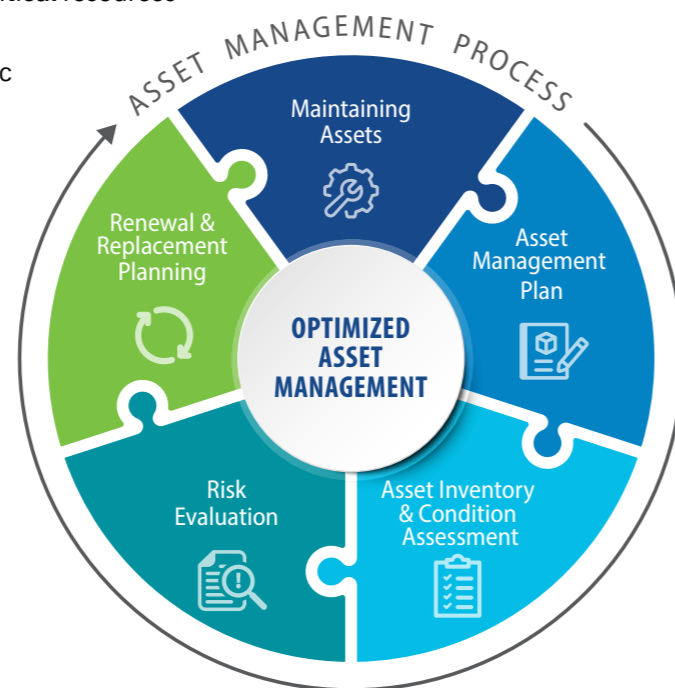 resources
c
ASSET MANAGEMENT PROCESS
Maintaining
Assets
Asset
Management
Plan
Asset Inventory
& Condition
Assessment
Risk
Evaluation
Renewal &
Replacement
Planning
OPTIMIZED
ASSET
MANAGEMENT